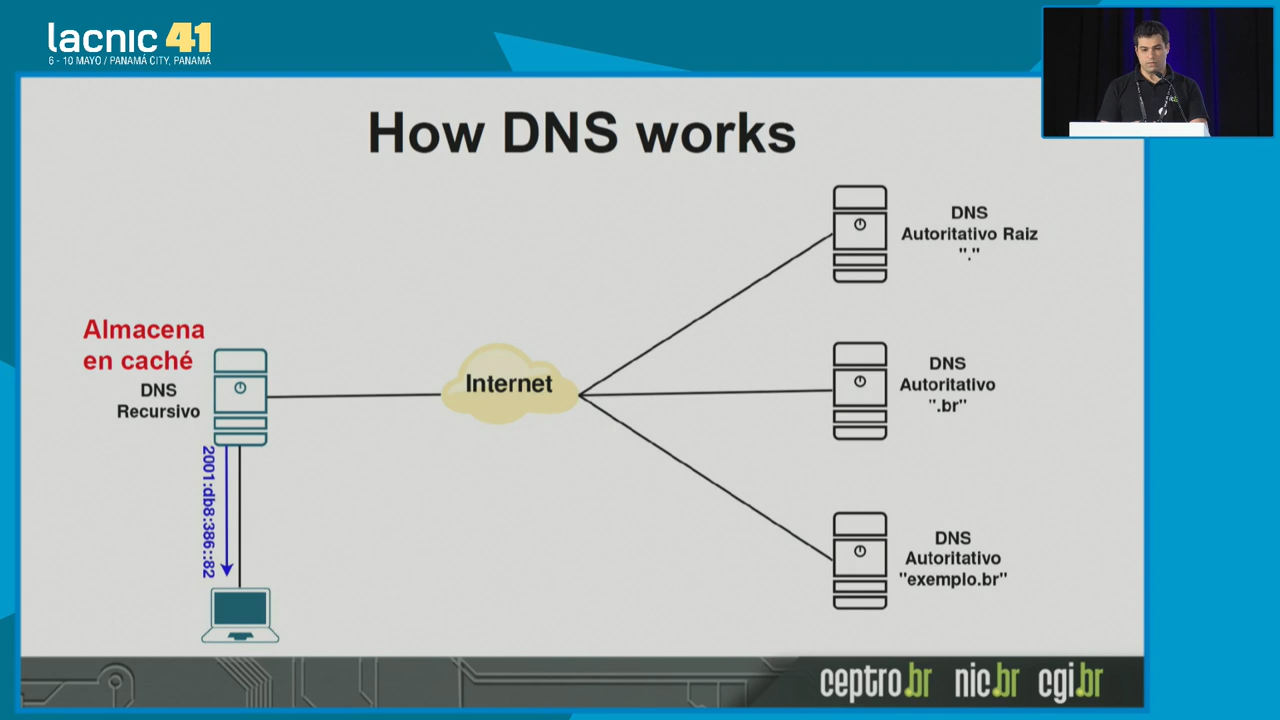 lacnic 41
6 - 10 MAYO / PANAMÁ CITY, PANAMÁ
How DNS works
DNS
Autoritativo Raiz
"."
Almacena
en caché
DNS
Recursivo
Internet
DNS
Autoritativo
".br"
2001:db8:386::82
DNS
Autoritativo
"exemplo.br"
ceptro.br nic.br cgi.br